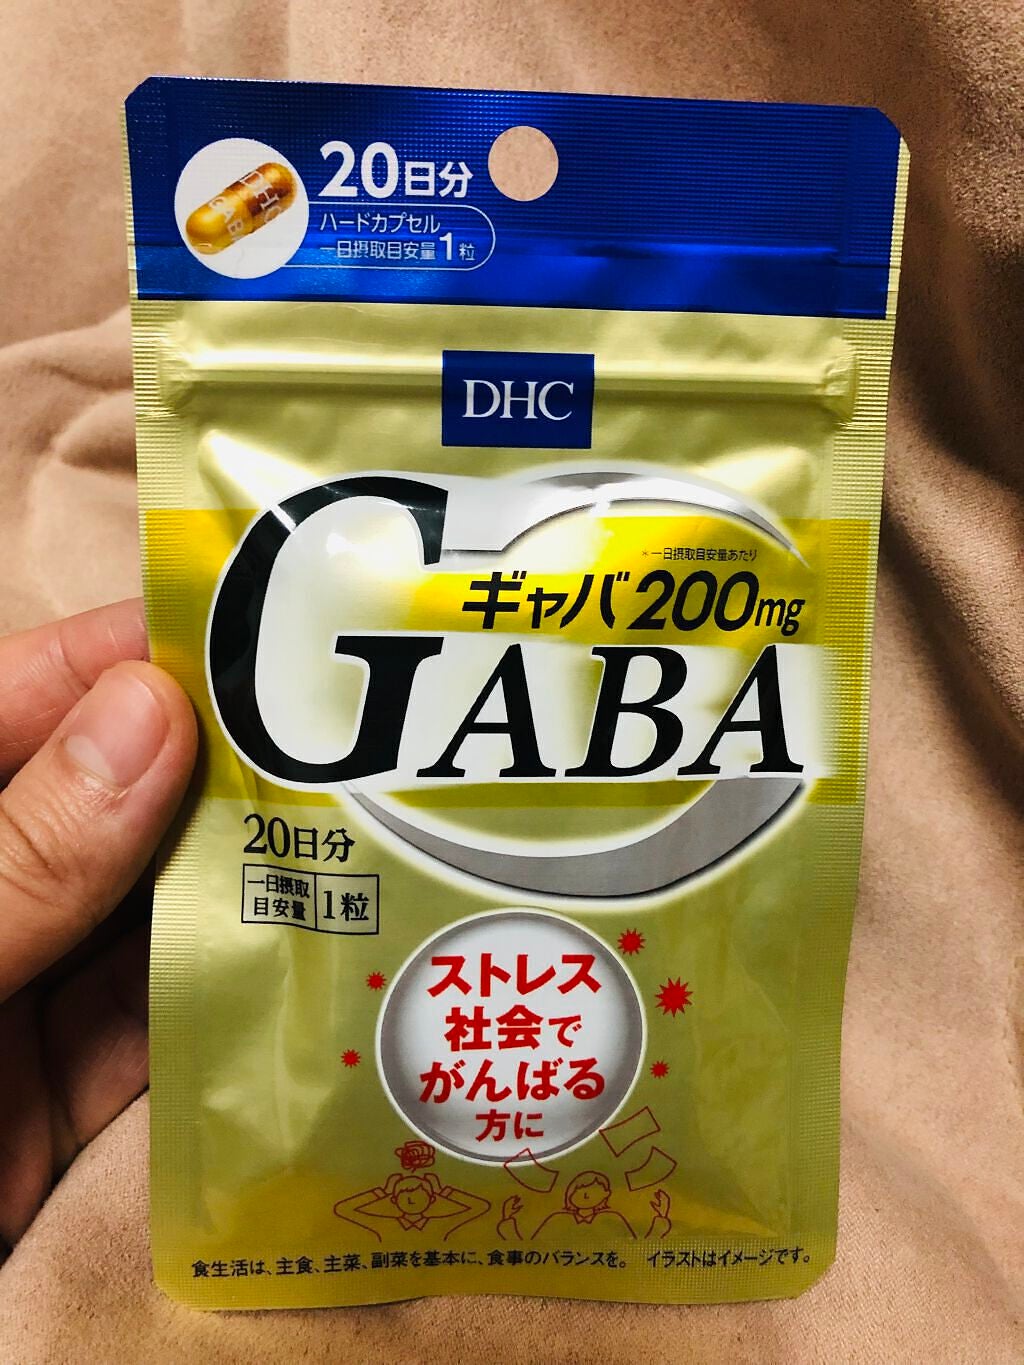 20日分
ハードカプセル
一日摂取目安量1粒
DHC
GABA
DHC
*一日摂取目安量あたり
ギャバ200mg
GABA
20日分
一日摂取目安量 1粒
ストレス
社会で
がんばる
方に
食生活は、主食、主菜、副菜を基本に、食事のバランスを。 イラストはイメージです。